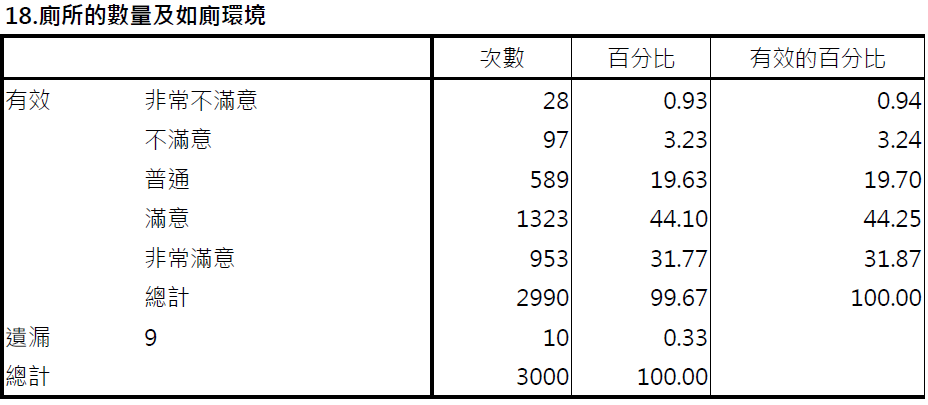 18.廁所的數量及如廁環境
次數 百分比 有效的百分比
有效 非常不滿意 28 0.93 0.94
不滿意 97 3.23 3.24
普通 589 19.63 19.70
滿意 1323 44.10 44.25
非常滿意 953 31.77 31.87
總計 2990 99.67 100.00
遺漏 9 10 0.33
總計 3000 100.00